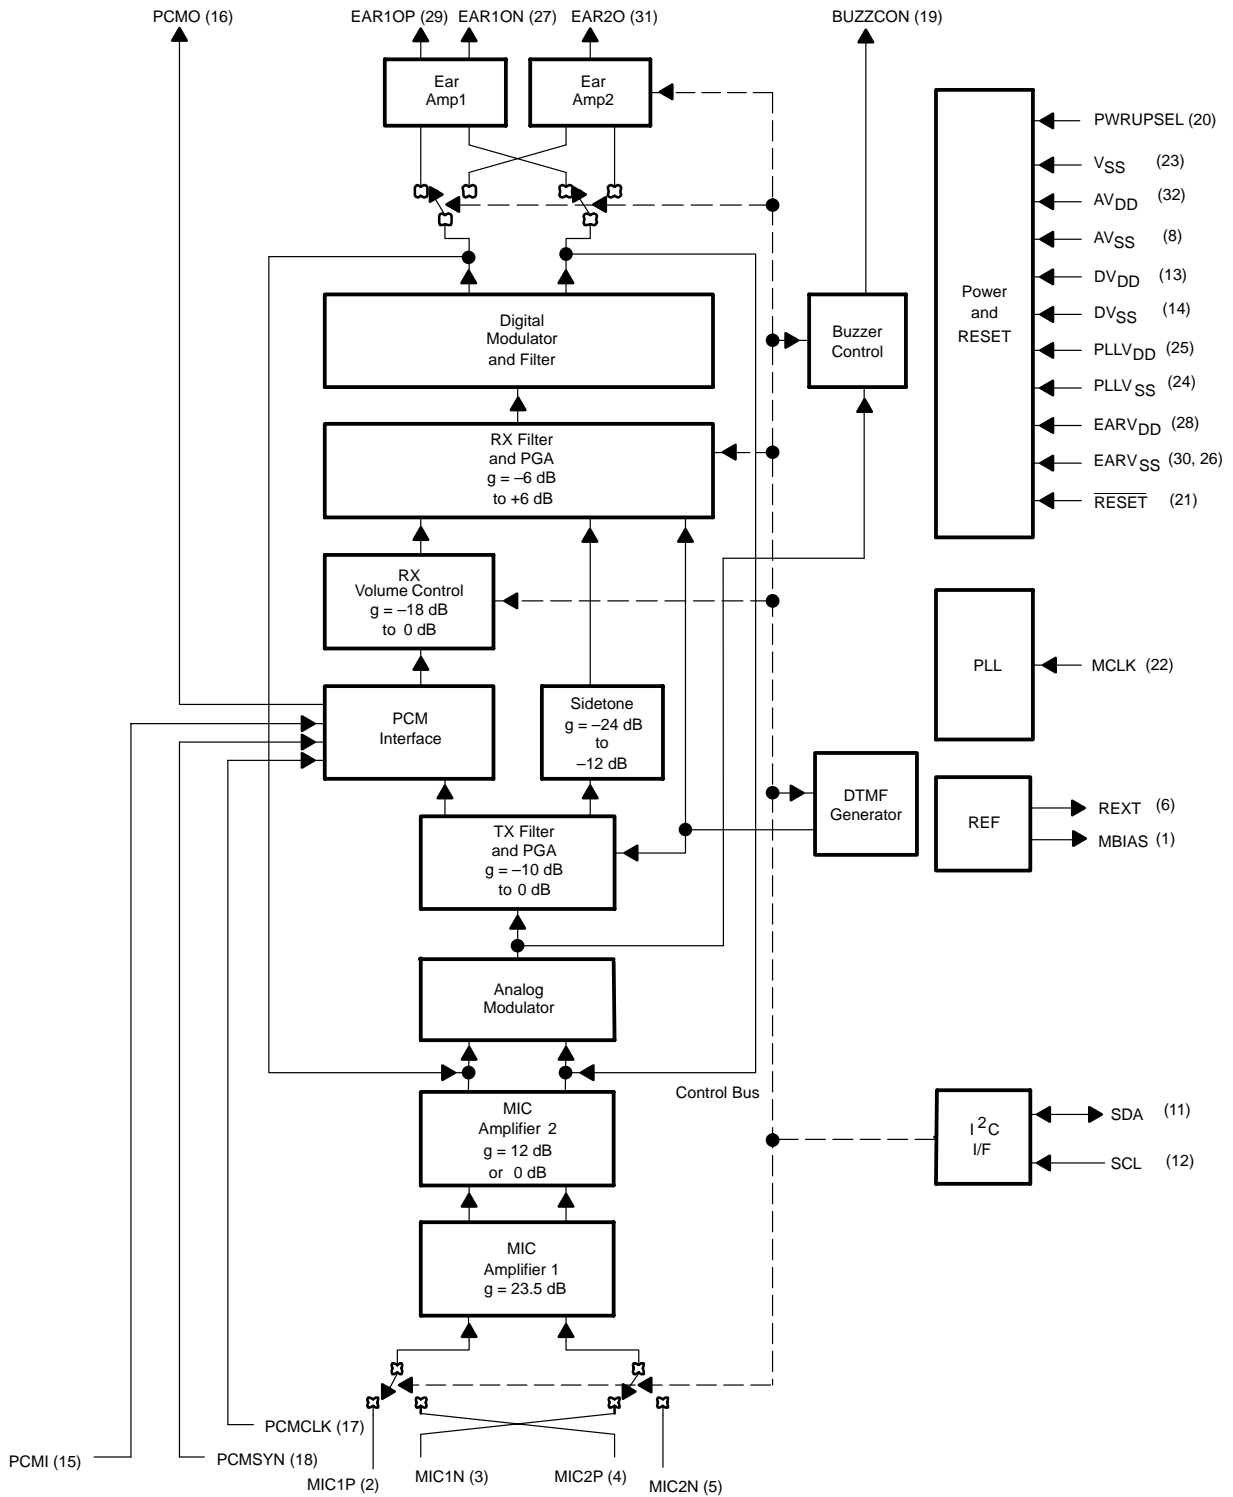 PCMO (16)
EAR1OP (29)
EAR1ON (27)
EAR2O (31)
BUZZCON (19)
Ear
Amp1
Ear
Amp2
Digital
Modulator
and Filter
Buzzer
Control
Power
and
RESET
PWRUPSEL (20)
VSS (23)
AVDD (32)
AVSS (8)
DVDD (13)
DVSS (14)
PLLVDD (25)
PLLVSS (24)
EARVDD (28)
EARVSS (30, 26)
RESET (21)
RX Filter
and PGA
g = –6 dB
to +6 dB
RX
Volume Control
g = –18 dB
to 0 dB
PLL
MCLK (22)
PCM
Interface
Sidetone
g = –24 dB
to
–12 dB
DTMF
Generator
REF
REXT (6)
MBIAS (1)
TX Filter
and PGA
g = –10 dB
to 0 dB
Analog
Modulator
Control Bus
MIC
Amplifier 2
g = 12 dB
or 0 dB
I2C
I/F
SDA (11)
SCL (12)
MIC
Amplifier 1
g = 23.5 dB
PCMCLK (17)
PCMI (15)
PCMSYN (18)
MIC1P (2)
MIC1N (3)
MIC2P (4)
MIC2N (5)